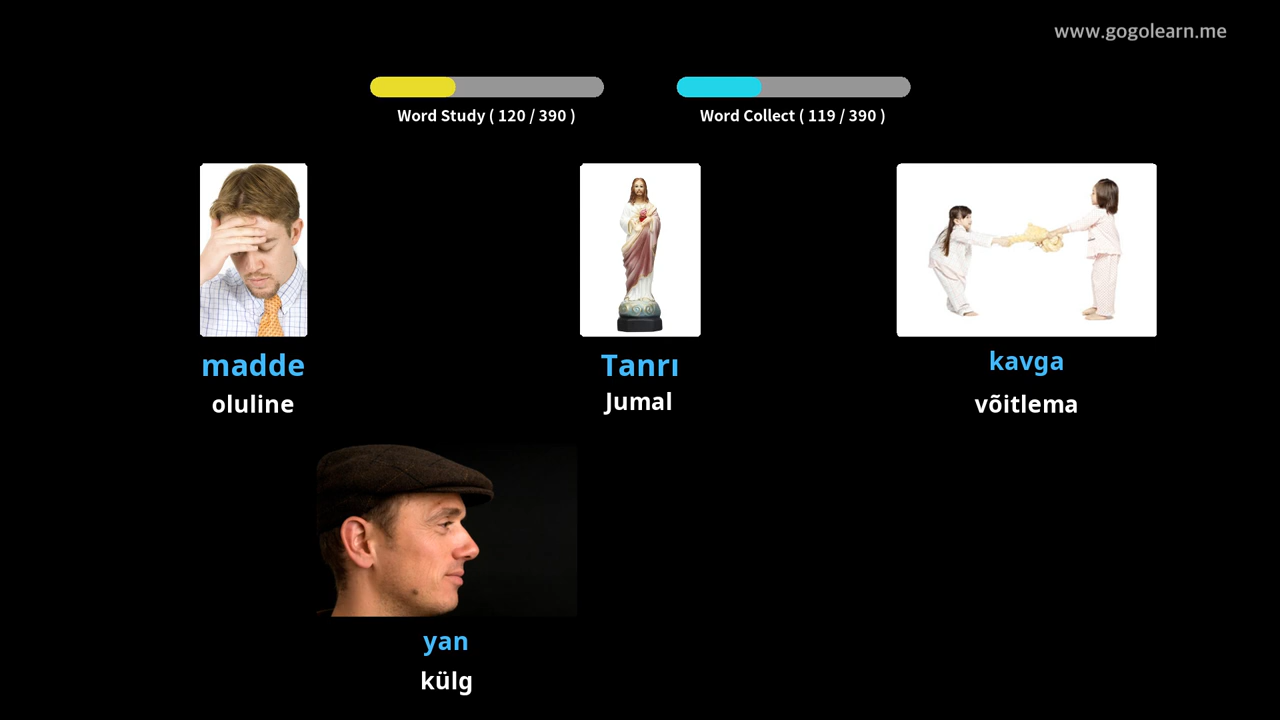 www.gogolearn.me
Word Study ( 120 / 390 )
Word Collect ( 119 / 390 )
madde
oluline
Tanrı
Jumal
kavga
võitlema
yan
külg